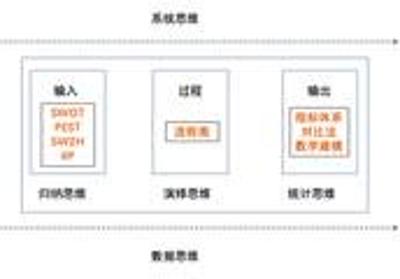 系统思维
输入
过程
输出
SWOT
PEST
5W2H
4P
流程图
指标体系
对比法
数学建模
归纳思维
演绎思维
统计思维
数据思维